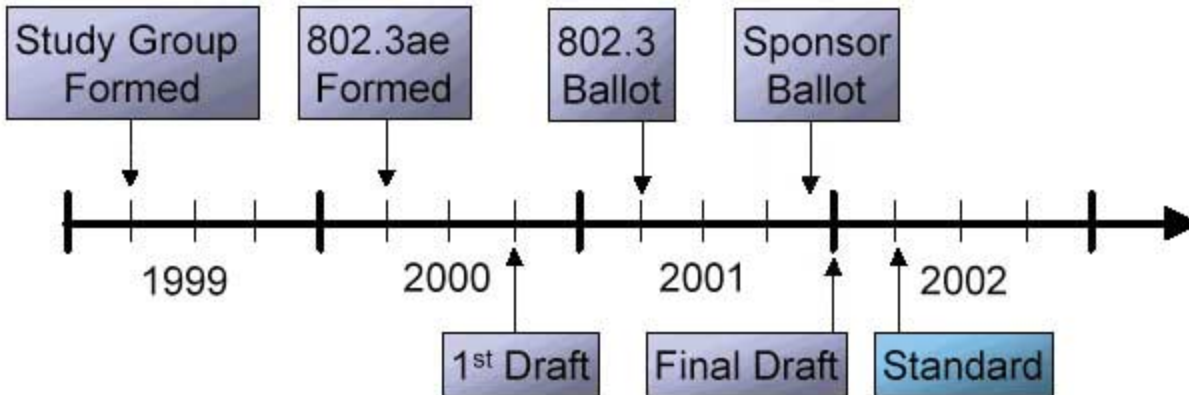 Study Group
Formed
802.3ae
Formed
802.3
Ballot
Sponsor
Ballot
1999
2000
2001
2002
1st Draft
Final Draft
Standard